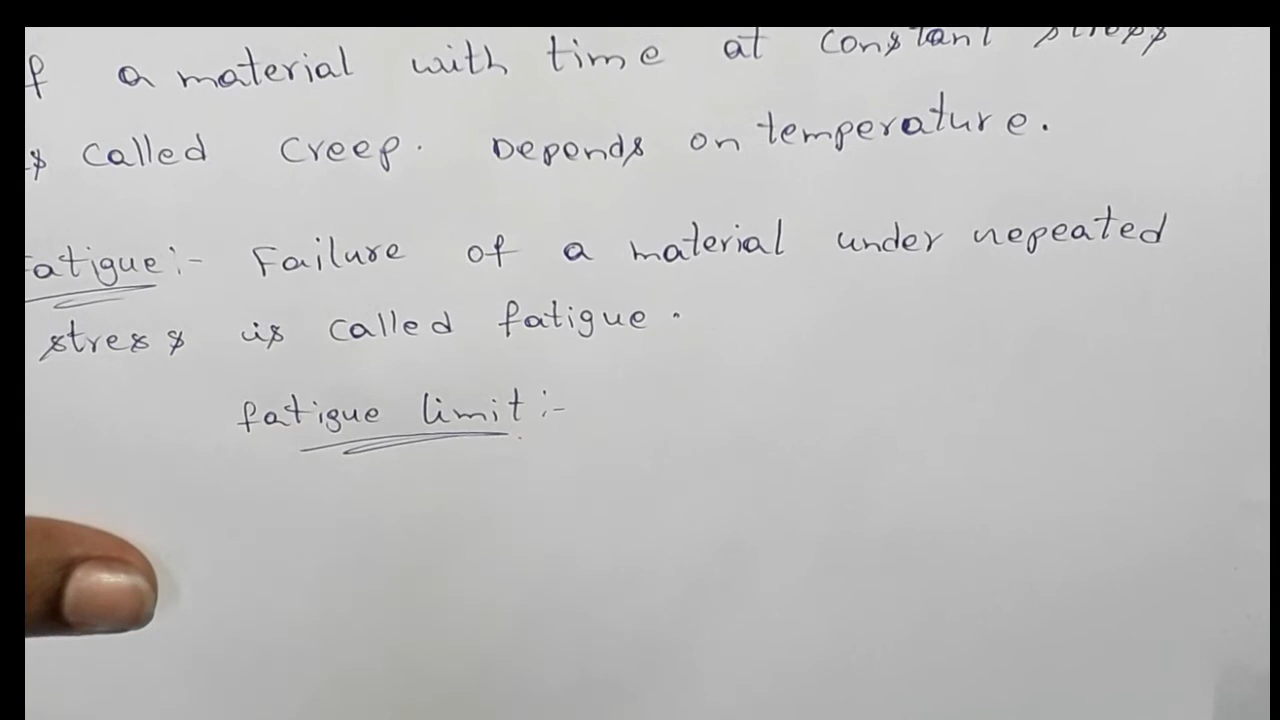 f a material with time at constant stress
s called creep. Depends on temperature.
fatigue:- Failure of a material under repeated
stress is called fatigue.
fatigue limit:-